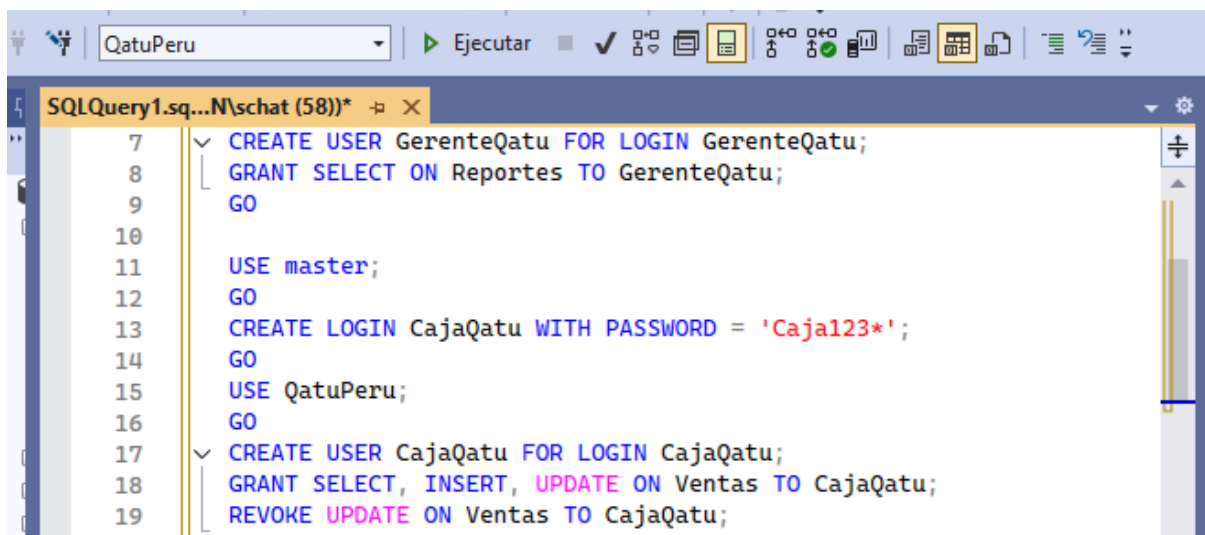 QatuPeru Ejecutar
SQLQuery1.sq...N\schat (58))*
7 CREATE USER GerenteQatu FOR LOGIN GerenteQatu;
8 GRANT SELECT ON Reportes TO GerenteQatu;
9 GO
10
11 USE master;
12 GO
13 CREATE LOGIN CajaQatu WITH PASSWORD = 'Caja123*';
14 GO
15 USE QatuPeru;
16 GO
17 CREATE USER CajaQatu FOR LOGIN CajaQatu;
18 GRANT SELECT, INSERT, UPDATE ON Ventas TO CajaQatu;
19 REVOKE UPDATE ON Ventas TO CajaQatu;